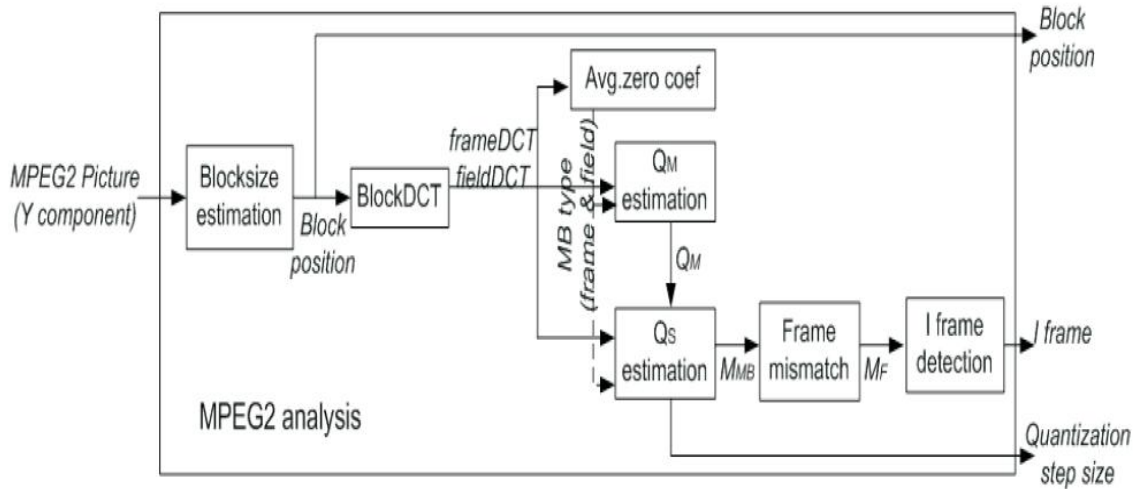 Block
position
Avg.zero coef
frameDCT
fieldDCT
MB type
(frame & field)
MPEG2 Picture
(Y component)
Blocksize
estimation
Block
position
BlockDCT
QM
estimation
QM
QS
estimation
MMB
Frame
mismatch
MF
I frame
detection
I frame
MPEG2 analysis
Quantization
step size